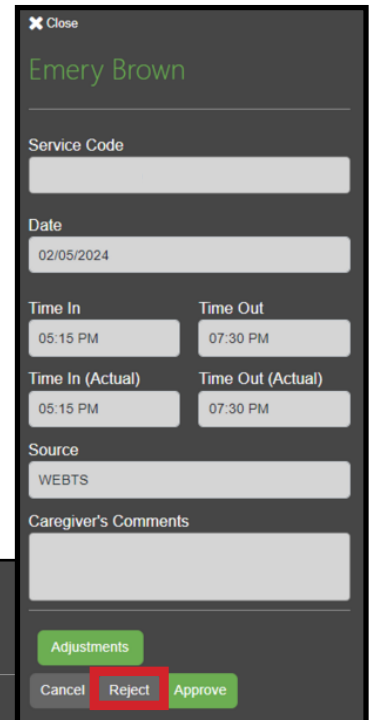 ✖ Close
Emery Brown
Service Code
Date
02/05/2024
Time In Time Out
05:15 PM 07:30 PM
Time In (Actual) Time Out (Actual)
05:15 PM 07:30 PM
Source
WEBTS
Caregiver's Comments
Adjustments
Cancel Reject Approve